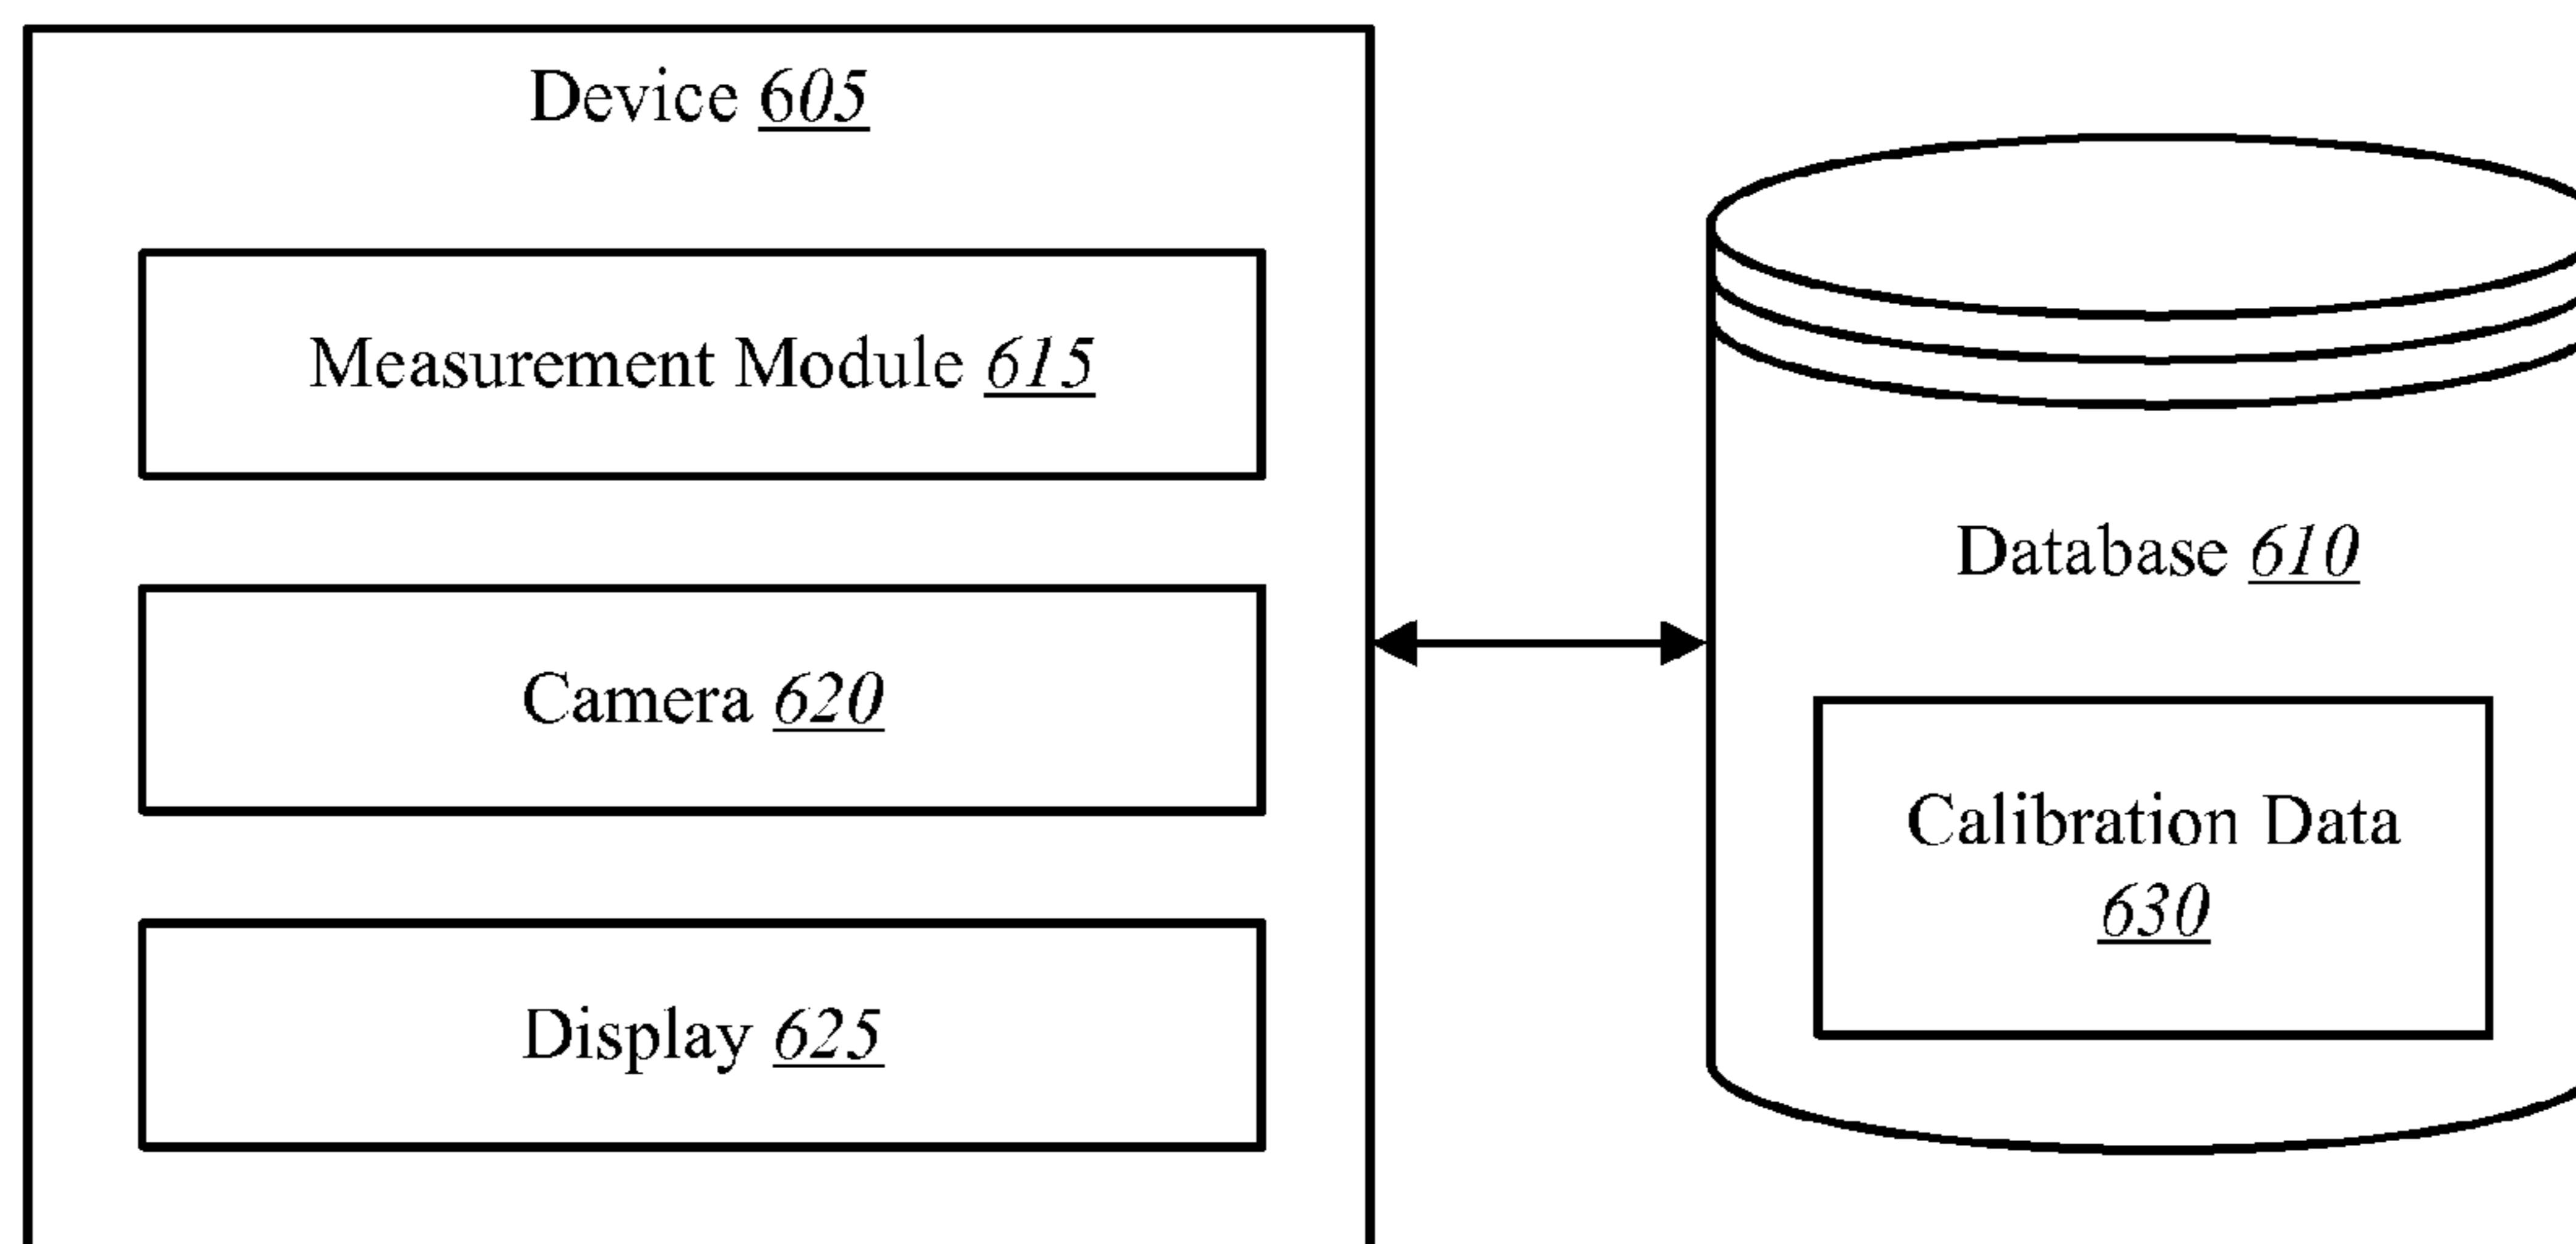 Device 605
Measurement Module 615
Camera 620
Display 625
Database 610
Calibration Data
630